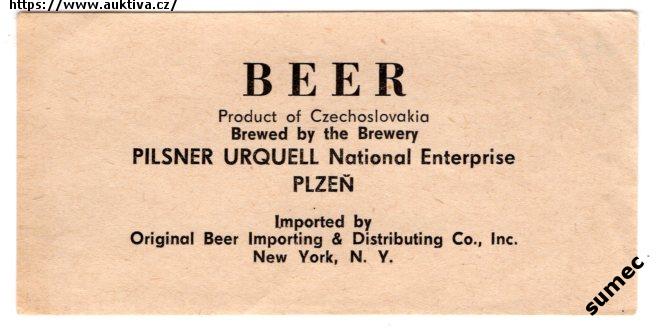 https://www.auktiva.cz/
BEER
Product of Czechoslovakia
Brewed by the Brewery
PILSNER URQUELL National Enterprise
PLZEŇ
Imported by
Original Beer Importing & Distributing Co., Inc.
New York, N. Y.
sumec